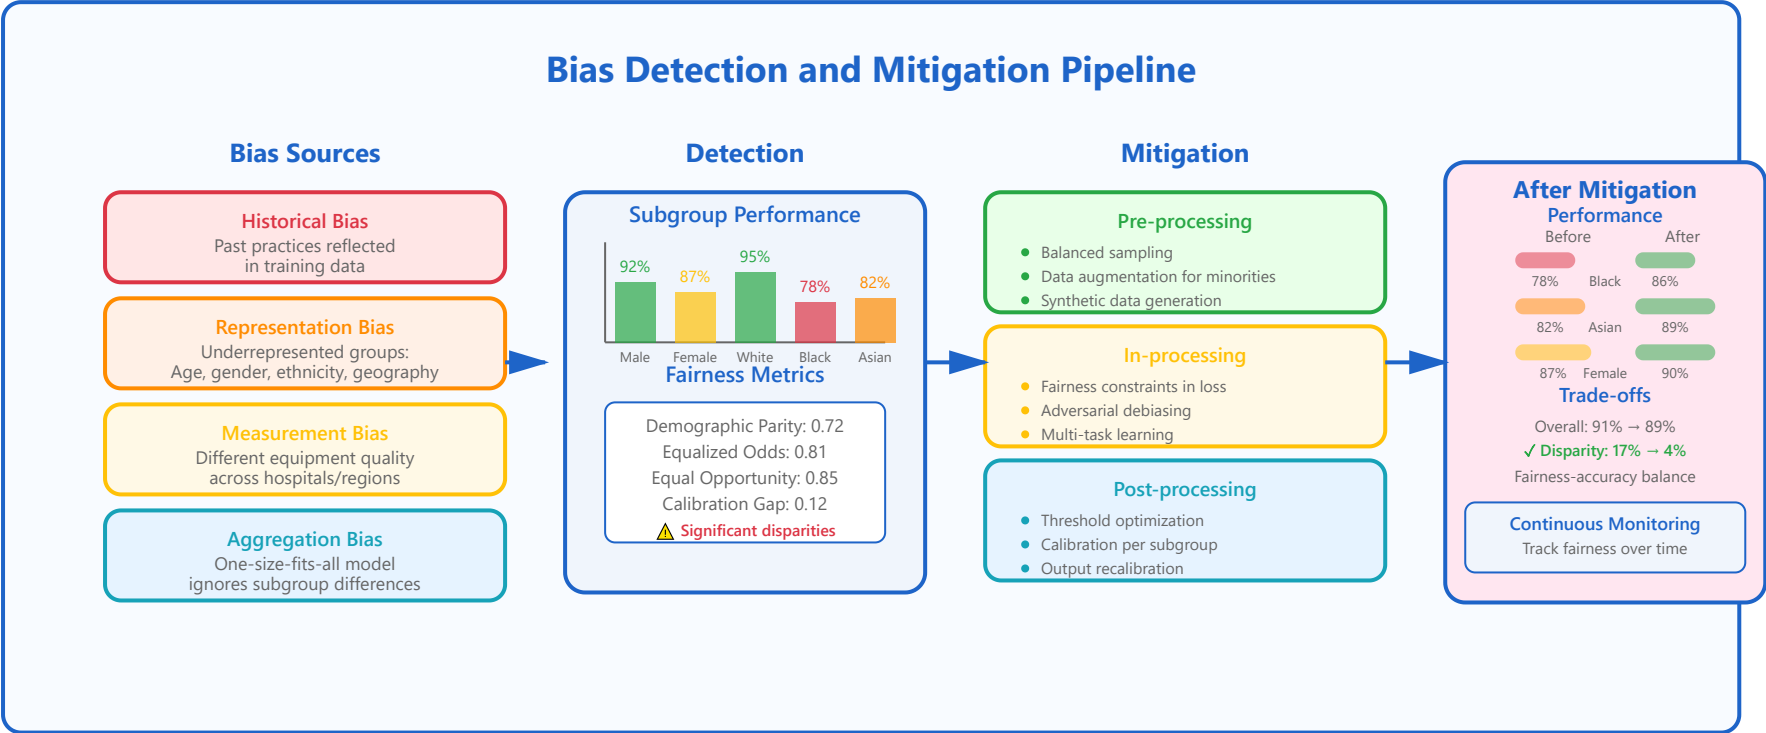 Bias Detection and Mitigation Pipeline
Bias Sources
Historical Bias
Past practices reflected
in training data
Representation Bias
Underrepresented groups:
Age, gender, ethnicity, geography
Measurement Bias
Different equipment quality
across hospitals/regions
Aggregation Bias
One-size-fits-all model
ignores subgroup differences
Detection
Subgroup Performance
92% 87% 95% 78% 82%
Male Female White Black Asian
Fairness Metrics
Demographic Parity: 0.72
Equalized Odds: 0.81
Equal Opportunity: 0.85
Calibration Gap: 0.12
⚠ Significant disparities
Mitigation
Pre-processing
● Balanced sampling
● Data augmentation for minorities
● Synthetic data generation
In-processing
● Fairness constraints in loss
● Adversarial debiasing
● Multi-task learning
Post-processing
● Threshold optimization
● Calibration per subgroup
● Output recalibration
After Mitigation
Performance
Before After
78% Black 86%
82% Asian 89%
87% Female 90%
Trade-offs
Overall: 91% → 89%
✓ Disparity: 17% → 4%
Fairness-accuracy balance
Continuous Monitoring
Track fairness over time